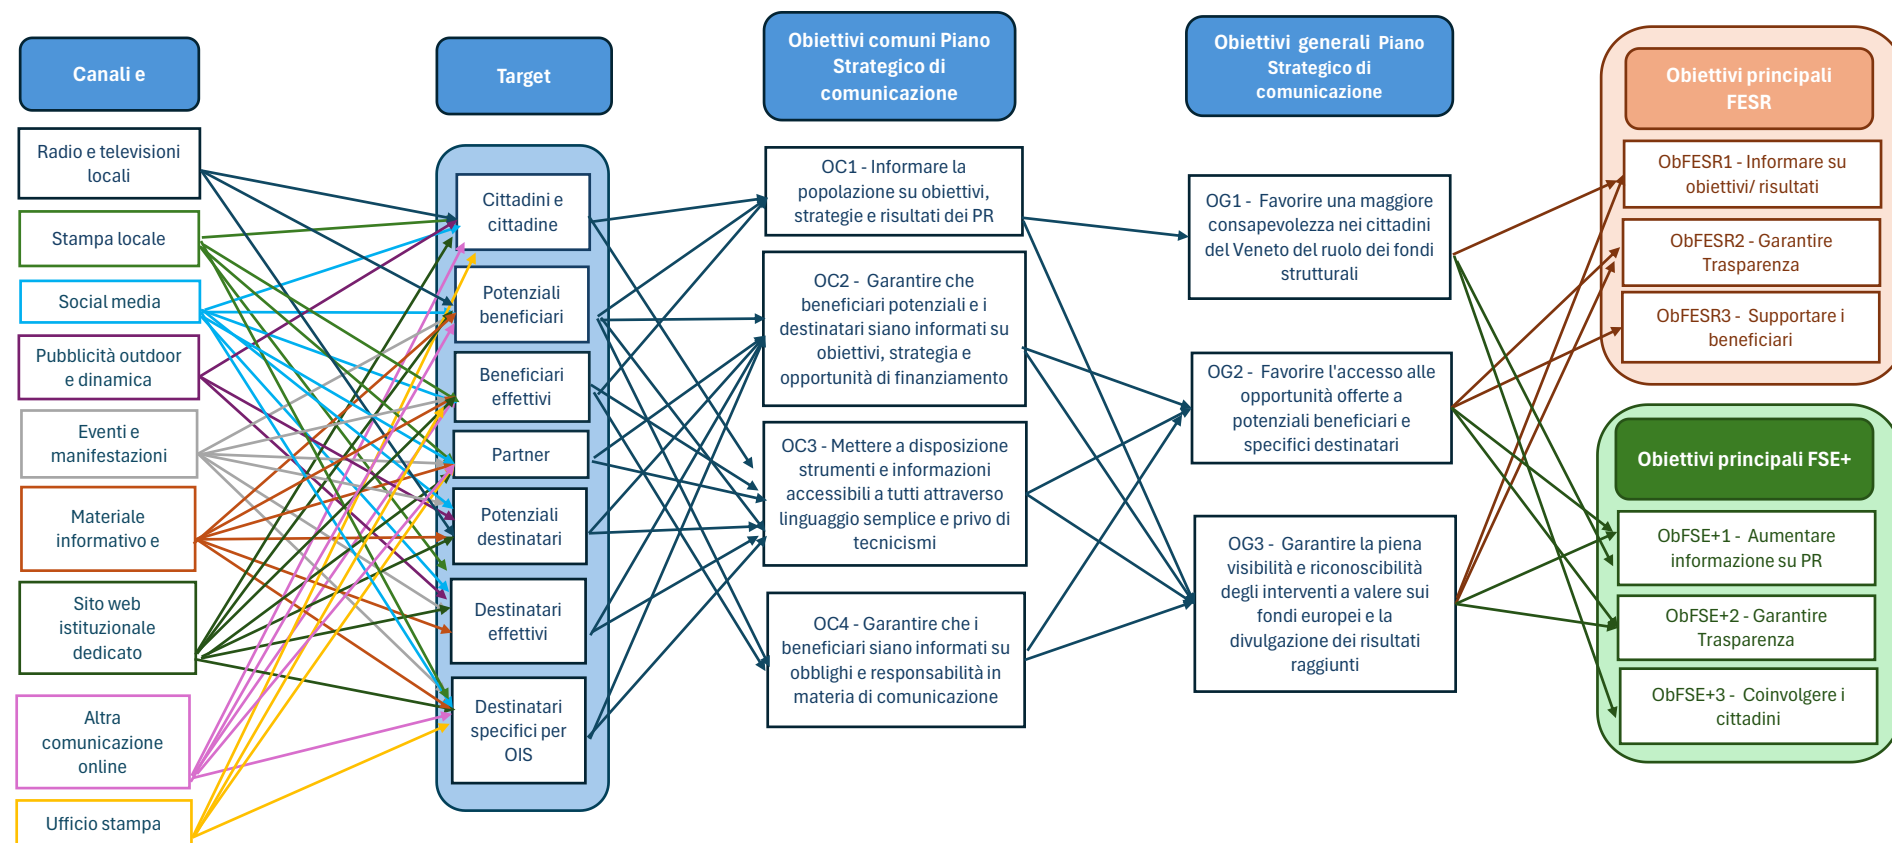 Canali e
Radio e televisioni
locali
Stampa locale
Social media
Pubblicità outdoor
e dinamica
Eventi e
manifestazioni
Materiale
informativo e
Sito web
istituzionale
dedicato
Altra
comunicazione
online
Ufficio stampa
Target
Cittadini e
cittadine
Potenziali
beneficiari
Beneficiari
effettivi
Partner
Potenziali
destinatari
Destinatari
effettivi
Destinatari
specifici per
OIS
Obiettivi comuni Piano
Strategico di
comunicazione
OC1 - Informare la
popolazione su obiettivi,
strategie e risultati dei PR
OC2 - Garantire che
beneficiari potenziali e i
destinatari siano informati su
obiettivi, strategia e
opportunità di finanziamento
OC3 - Mettere a disposizione
strumenti e informazioni
accessibili a tutti attraverso
linguaggio semplice e privo di
tecnicismi
OC4 - Garantire che i
beneficiari siano informati su
obblighi e responsabilità in
materia di comunicazione
Obiettivi generali Piano
Strategico di
comunicazione
OG1 - Favorire una maggiore
consapevolezza nei cittadini
del Veneto del ruolo dei fondi
strutturali
OG2 - Favorire l'accesso alle
opportunità offerte a
potenziali beneficiari e
specifici destinatari
OG3 - Garantire la piena
visibilità e riconoscibilità
degli interventi a valere sui
fondi europei e la
divulgazione dei risultati
raggiunti
Obiettivi principali
FESR
ObFESR1 - Informare su
obiettivi/ risultati
ObFESR2 - Garantire
Trasparenza
ObFESR3 - Supportare i
beneficiari
Obiettivi principali FSE+
ObFSE+1 - Aumentare
informazione su PR
ObFSE+2 - Garantire
Trasparenza
ObFSE+3 - Coinvolgere i
cittadini